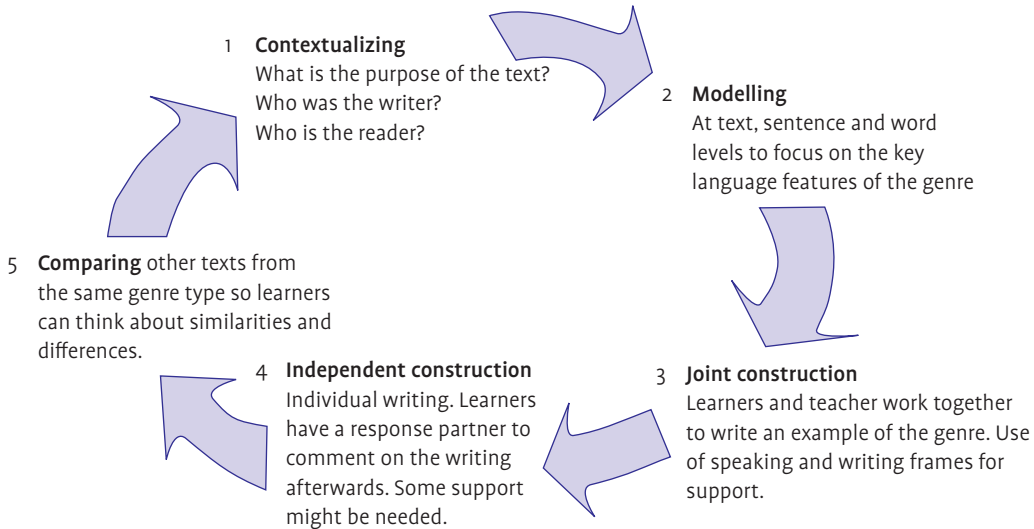 1 Contextualizing
What is the purpose of the text?
Who was the writer?
Who is the reader?
2 Modelling
At text, sentence and word
levels to focus on the key
language features of the genre
3 Joint construction
Learners and teacher work together
to write an example of the genre. Use
of speaking and writing frames for
support.
4 Independent construction
Individual writing. Learners
have a response partner to
comment on the writing
afterwards. Some support
might be needed.
5 Comparing other texts from
the same genre type so learners
can think about similarities and
differences.